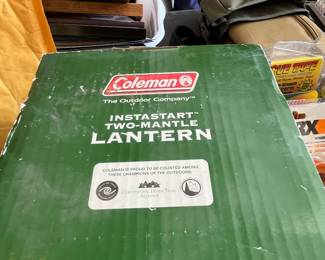 Coleman
The Outdoor Company™
INSTASTART™
TWO-MANTLE
LANTERN
COLEMAN IS PROUD TO BE COUNTED AMONG
THESE CHAMPIONS OF THE OUTDOORS.